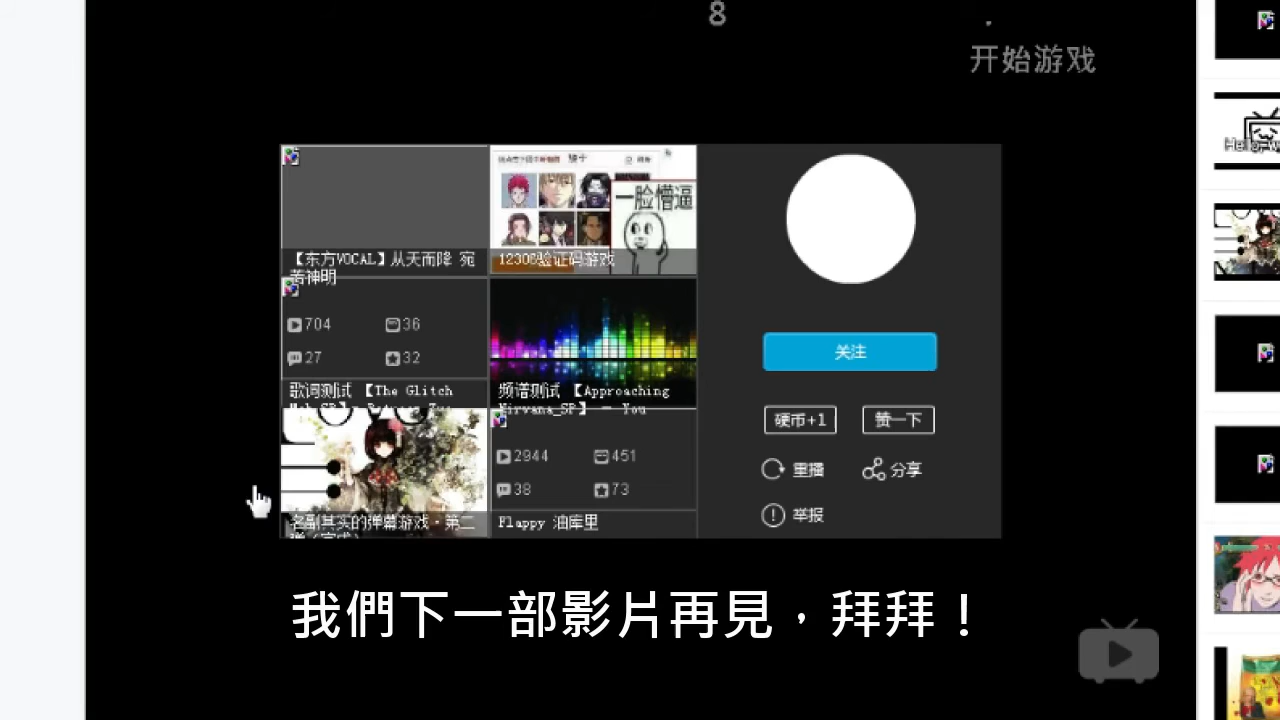 8
开始游戏
一脸懵逼
【东方VOCAL】从天而降 宛
若神明
12306验证码游戏
704
36
27
32
歌词测试 【The Glitch
频谱测试 【Approaching
Nirvana_SP】 - You
2944
451
38
73
名副其实的弹幕游戏·第二
弹（完成）
Flappy 油库里
关注
硬币+1
赞一下
重播
分享
举报
我們下一部影片再見，拜拜！